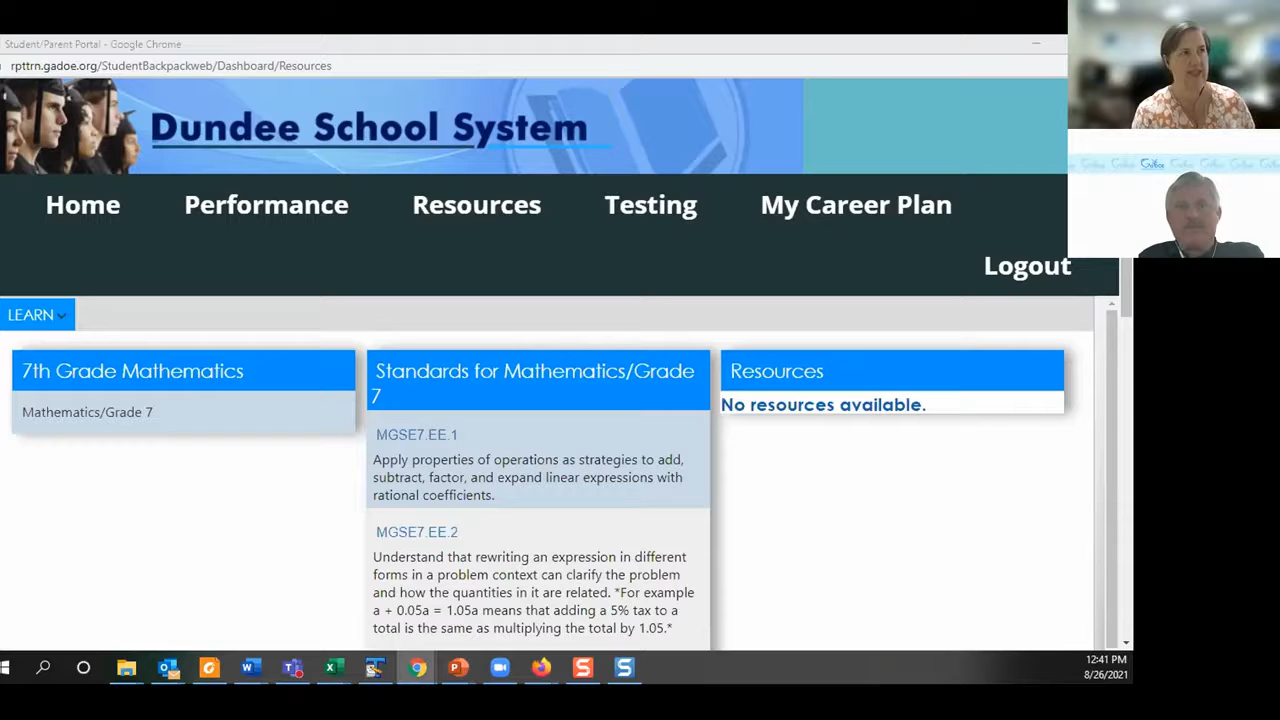 Student/Parent Portal - Google Chrome
rpttrn.gadoe.org/StudentBackpackweb/Dashboard/Resources
Dundee School System
Home Performance Resources Testing My Career Plan
Logout
LEARN
7th Grade Mathematics
Mathematics/Grade 7
Standards for Mathematics/Grade
7
MGSE7.EE.1
Apply properties of operations as strategies to add,
subtract, factor, and expand linear expressions with
rational coefficients.
MGSE7.EE.2
Understand that rewriting an expression in different
forms in a problem context can clarify the problem
and how the quantities in it are related. *For example
a + 0.05a = 1.05a means that adding a 5% tax to a
total is the same as multiplying the total by 1.05.*
Resources
No resources available.
12:41 PM
8/26/2021